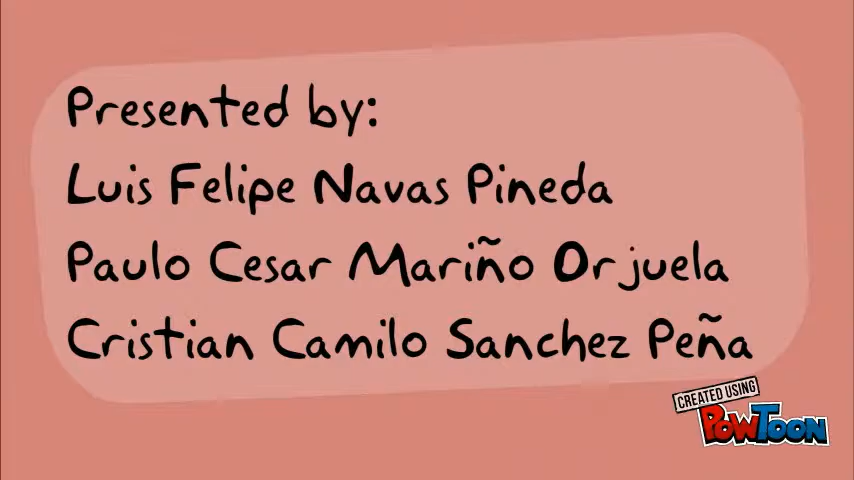 Presented by:
Luis Felipe Navas Pineda
Paulo Cesar Mariño Orjuela
Cristian Camilo Sanchez Peña
CREATED USING
POWTOON